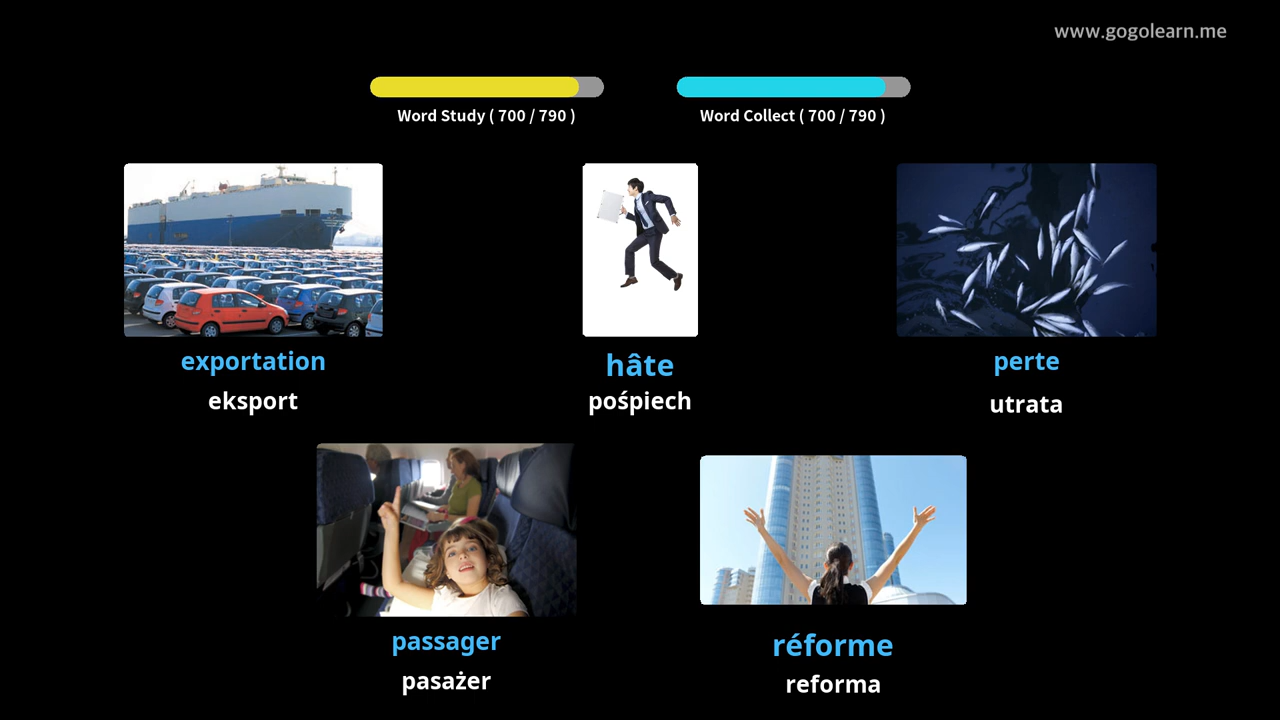 www.gogolearn.me
Word Study ( 700 / 790 )
Word Collect ( 700 / 790 )
exportation
eksport
hâte
pośpiech
perte
utrata
passager
pasażer
réforme
reforma